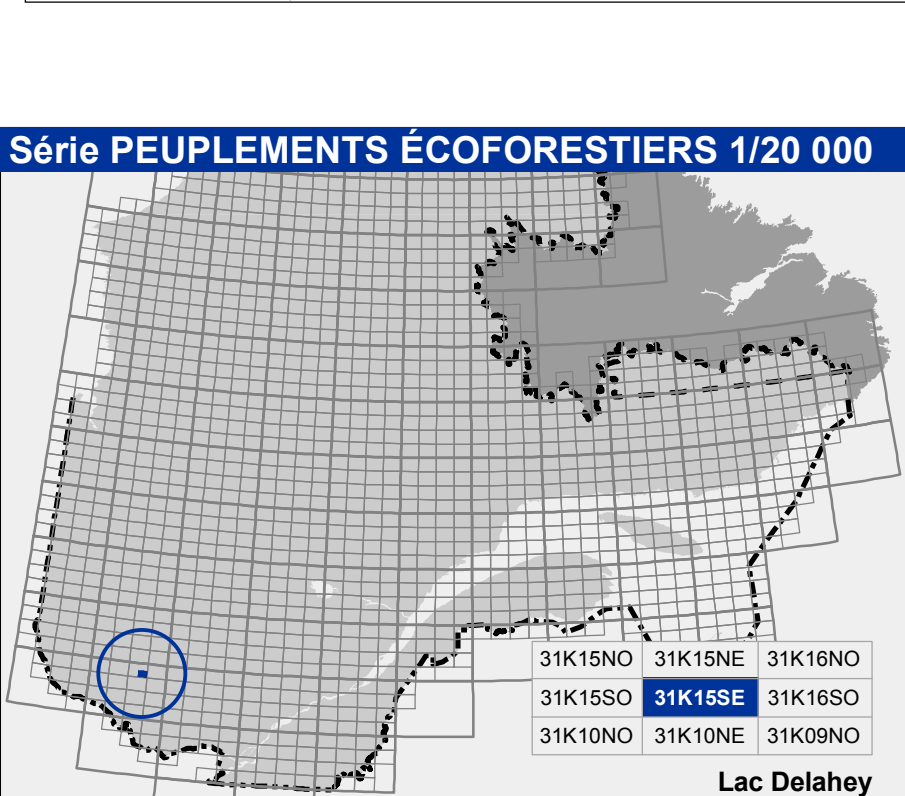 Série PEUPLEMENTS ÉCOFORESTIERS 1/20 000
31K15NO 31K15NE 31K16NO
31K15SO 31K15SE 31K16SO
31K10NO 31K10NE 31K09NO
Lac Delahey